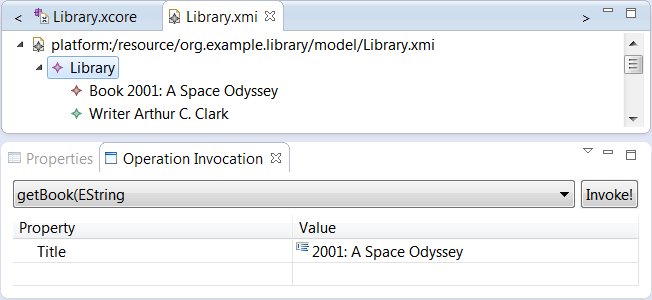 < Library.xcore Library.xmi >
platform:/resource/org.example.library/model/Library.xmi
Library
Book 2001: A Space Odyssey
Writer Arthur C. Clark
Properties Operation Invocation
getBook(EString Invoke!
Property Value
Title 2001: A Space Odyssey